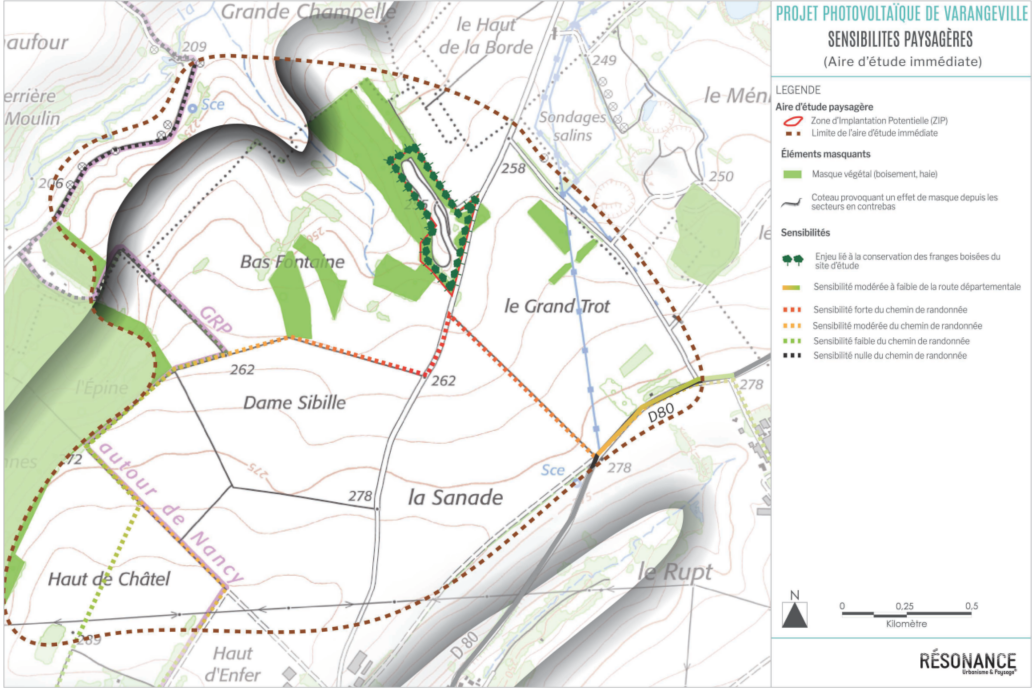 Grande Champelle
le Haut
de la Borde
aufour
209
249
le Méni
errière
Moulin
Sce
Sondages
salins
258
250
206
le
Bas Fontaine
le Grand Trot
GRP
262
262
278
l'Épine
Dame Sibille
D80
nnes
72
autour de Nancy
275
278
la Sanade
Sce
278
Haut de Châtel
le Rupt
289
Haut
d'Enfer
D 80
PROJET PHOTOVOLTAÏQUE DE VARANGEVILLE
SENSIBILITES PAYSAGÈRES
(Aire d'étude immédiate)
LEGENDE
Aire d'étude paysagère
Zone d'Implantation Potentielle (ZIP)
Limite de l'aire d'étude immédiate
Éléments masquants
Masque végétal (boisement, haie)
Coteau provoquant un effet de masque depuis les
secteurs en contrebas
Sensibilités
Enjeu lié à la conservation des franges boisées du
site d'étude
Sensibilité modérée à faible de la route départementale
Sensibilité forte du chemin de randonnée
Sensibilité modérée du chemin de randonnée
Sensibilité faible du chemin de randonnée
Sensibilité nulle du chemin de randonnée
N
0 0,25 0,5
Kilomètre
RÉSONANCE
Urbanisme & Paysage